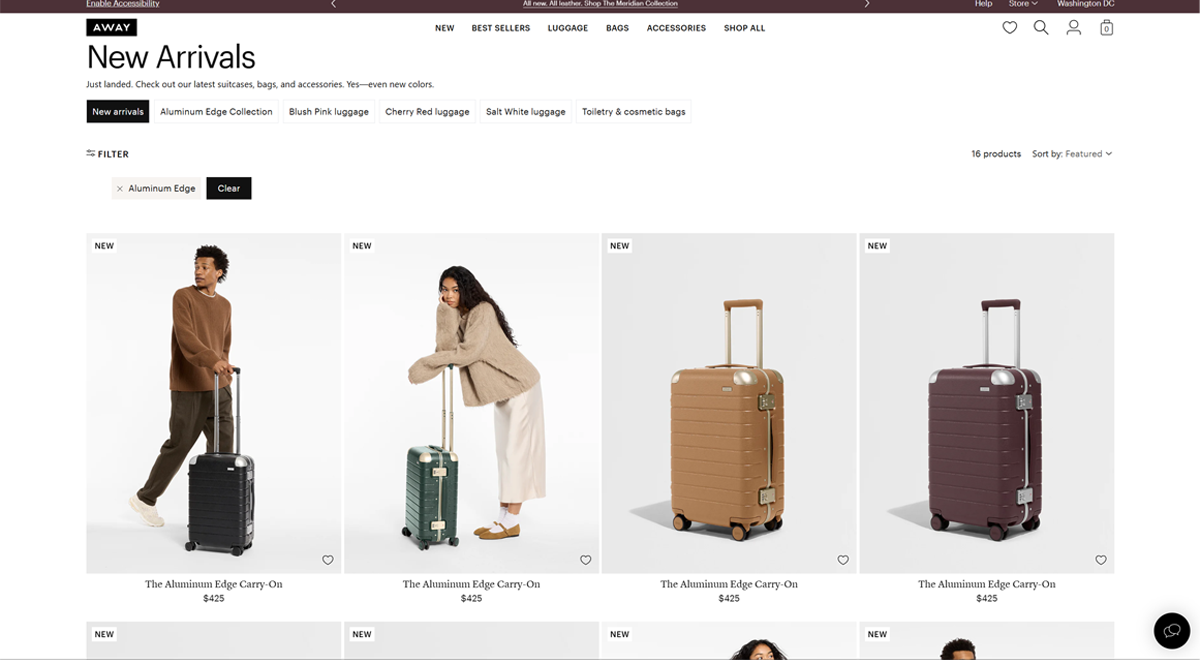 Enable Accessibility
All new. All leather. Shop The Meridian Collection
Help Store Washington DC
AWAY
NEW BEST SELLERS LUGGAGE BAGS ACCESSORIES SHOP ALL
0
New Arrivals
Just landed. Check out our latest suitcases, bags, and accessories. Yes—even new colors.
New arrivals Aluminum Edge Collection Blush Pink luggage Cherry Red luggage Salt White luggage Toiletry & cosmetic bags
FILTER
16 products Sort by: Featured
Aluminum Edge Clear
NEW NEW NEW NEW
The Aluminum Edge Carry-On The Aluminum Edge Carry-On The Aluminum Edge Carry-On The Aluminum Edge Carry-On
$425 $425 $425 $425
NEW NEW NEW NEW